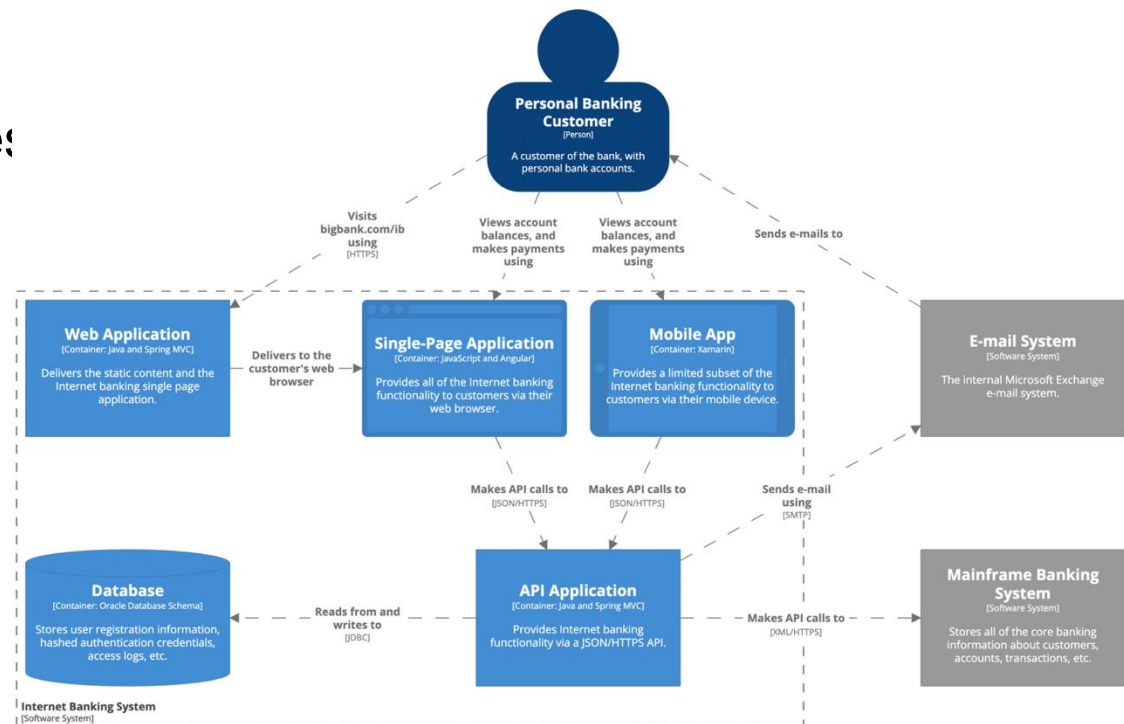 es
Personal Banking
Customer
[Person]
A customer of the bank, with
personal bank accounts.
Visits
bigbank.com/ib
using
[HTTPS]
Views account
balances, and
makes payments
using
Views account
balances, and
makes payments
using
Sends e-mails to
Web Application
[Container: Java and Spring MVC]
Delivers the static content and the
Internet banking single page
application.
Delivers to the
customer's web
browser
Single-Page Application
[Container: JavaScript and Angular]
Provides all of the Internet banking
functionality to customers via their
web browser.
Mobile App
[Container: Xamarin]
Provides a limited subset of the
Internet banking functionality to
customers via their mobile device.
E-mail System
[Software System]
The internal Microsoft Exchange
e-mail system.
Makes API calls to
[JSON/HTTPS]
Makes API calls to
[JSON/HTTPS]
Sends e-mail
using
[SMTP]
Database
[Container: Oracle Database Schema]
Stores user registration information,
hashed authentication credentials,
access logs, etc.
Reads from and
writes to
[JDBC]
API Application
[Container: Java and Spring MVC]
Provides Internet banking
functionality via a JSON/HTTPS API.
Makes API calls to
[XML/HTTPS]
Mainframe Banking
System
[Software System]
Stores all of the core banking
information about customers,
accounts, transactions, etc.
Internet Banking System
[Software System]